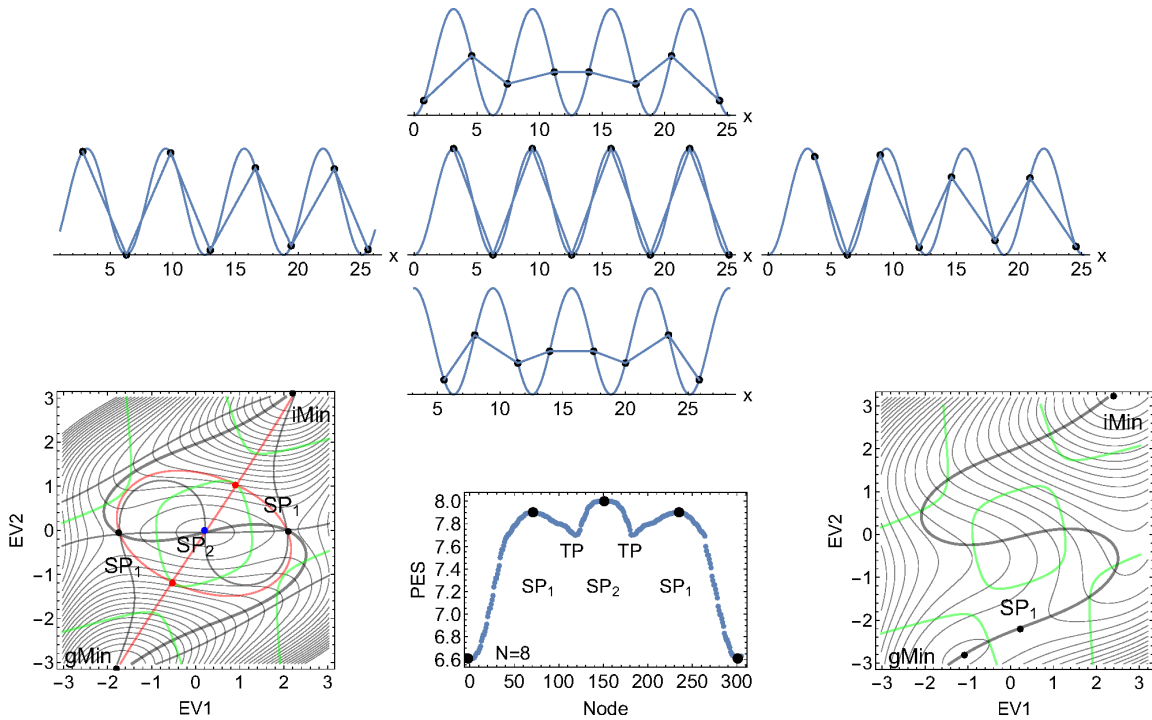 0 5 10 15 20 25 x
5 10 15 20 25 x
0 5 10 15 20 25 x
0 5 10 15 20 25 x
5 10 15 20 25 x
3
2
1
0
−1
−2
−3
EV2
iMin
SP1
SP2
SP1
gMin
−3 −2 −1 0 1 2 3
EV1
8.0
7.8
7.6
7.4
7.2
7.0
6.8
6.6
PES
TP TP
SP1 SP2 SP1
N=8
0 50 100 150 200 250 300
Node
3
2
1
0
−1
−2
−3
EV2
iMin
SP1
gMin
−3 −2 −1 0 1 2 3
EV1